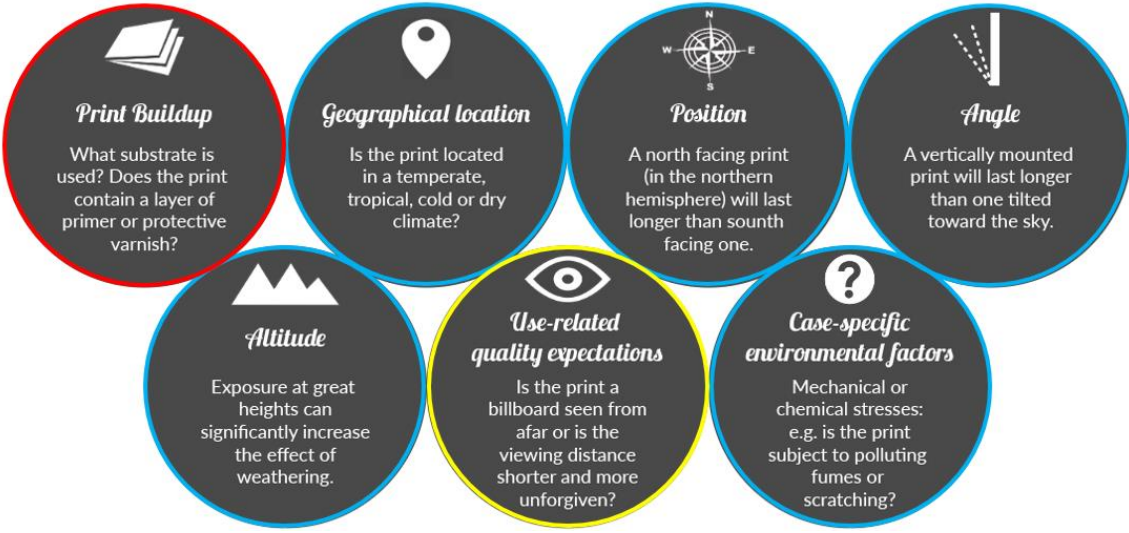 Print Buildup
What substrate is
used? Does the print
contain a layer of
primer or protective
varnish?
Geographical location
Is the print located
in a temperate,
tropical, cold or dry
climate?
N
W
E
S
Position
A north facing print
(in the northern
hemisphere) will last
longer than sounth
facing one.
Angle
A vertically mounted
print will last longer
than one tilted
toward the sky.
Altitude
Exposure at great
heights can
significantly increase
the effect of
weathering.
Use-related
quality expectations
Is the print a
billboard seen from
afar or is the
viewing distance
shorter and more
unforgiven?
?
Case-specific
environmental factors
Mechanical or
chemical stresses:
e.g. is the print
subject to polluting
fumes or
scratching?